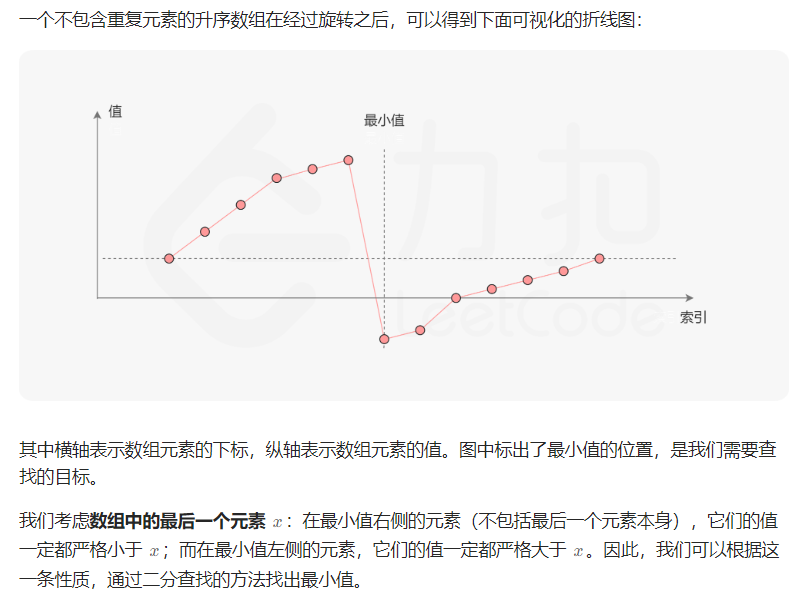 一个不包含重复元素的升序数组在经过旋转之后，可以得到下面可视化的折线图：
值
最小值
力扣
LeetCode
索引
其中横轴表示数组元素的下标，纵轴表示数组元素的值。图中标出了最小值的位置，是我们需要查
找的目标。
我们考虑数组中的最后一个元素 x：在最小值右侧的元素（不包括最后一个元素本身），它们的值
一定都严格小于 x；而在最小值左侧的元素，它们的值一定都严格大于 x。因此，我们可以根据这
一条性质，通过二分查找的方法找出最小值。